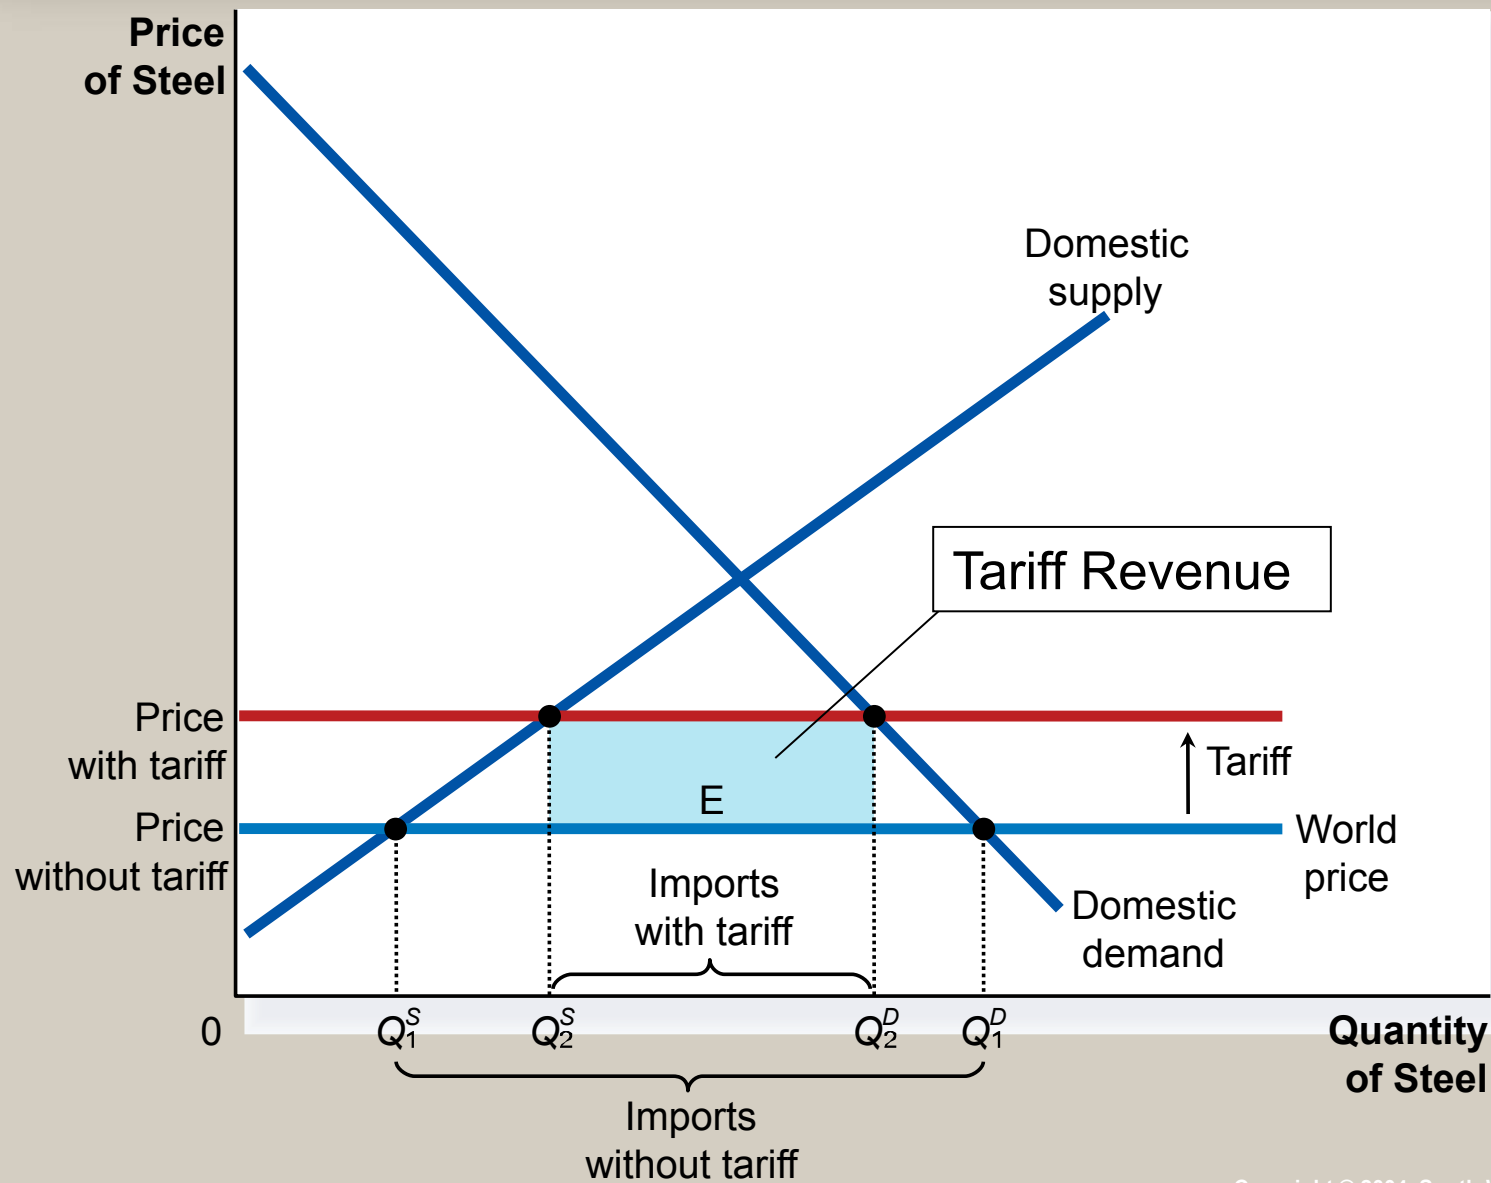 Price
of Steel
Domestic
supply
Tariff Revenue
Price
with tariff
Tariff
E
Price
without tariff
World
price
Imports
with tariff
Domestic
demand
0
Q₁ˢ
Q₂ˢ
Q₂ᴰ
Q₁ᴰ
Quantity
of Steel
Imports
without tariff